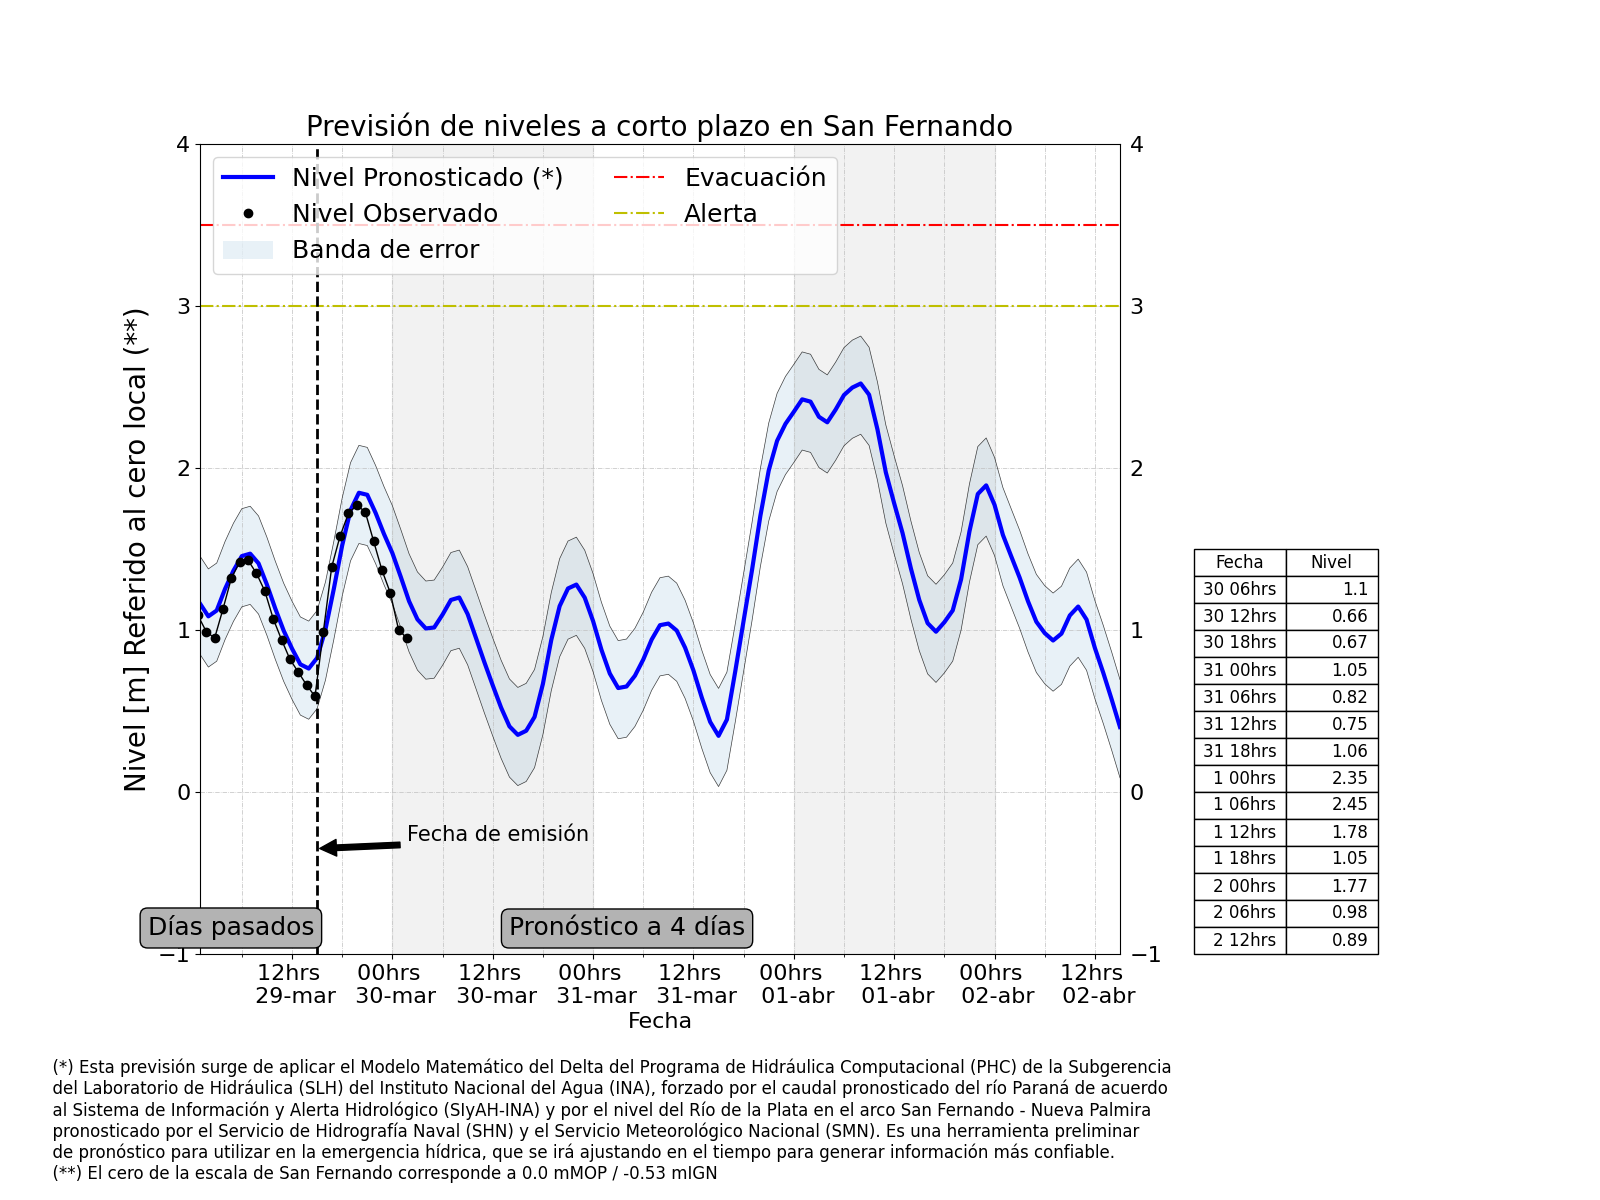 Previsión de niveles a corto plazo en San Fernando
Nivel Pronosticado (*)
Nivel Observado
Banda de error
Evacuación
Alerta
Nivel [m] Referido al cero local (**)
4
3
2
1
0
−1
4
3
2
1
0
−1
Fecha de emisión
Días pasados
Pronóstico a 4 días
12hrs 29-mar
00hrs 30-mar
12hrs 30-mar
00hrs 31-mar
12hrs 31-mar
00hrs 01-abr
12hrs 01-abr
00hrs 02-abr
12hrs 02-abr
Fecha
Fecha Nivel
30 06hrs 1.1
30 12hrs 0.66
30 18hrs 0.67
31 00hrs 1.05
31 06hrs 0.82
31 12hrs 0.75
31 18hrs 1.06
1 00hrs 2.35
1 06hrs 2.45
1 12hrs 1.78
1 18hrs 1.05
2 00hrs 1.77
2 06hrs 0.98
2 12hrs 0.89
(*) Esta previsión surge de aplicar el Modelo Matemático del Delta del Programa de Hidráulica Computacional (PHC) de la Subgerencia
del Laboratorio de Hidráulica (SLH) del Instituto Nacional del Agua (INA), forzado por el caudal pronosticado del río Paraná de acuerdo
al Sistema de Información y Alerta Hidrológico (SIyAH-INA) y por el nivel del Río de la Plata en el arco San Fernando - Nueva Palmira
pronosticado por el Servicio de Hidrografía Naval (SHN) y el Servicio Meteorológico Nacional (SMN). Es una herramienta preliminar
de pronóstico para utilizar en la emergencia hídrica, que se irá ajustando en el tiempo para generar información más confiable.
(**) El cero de la escala de San Fernando corresponde a 0.0 mMOP / -0.53 mIGN